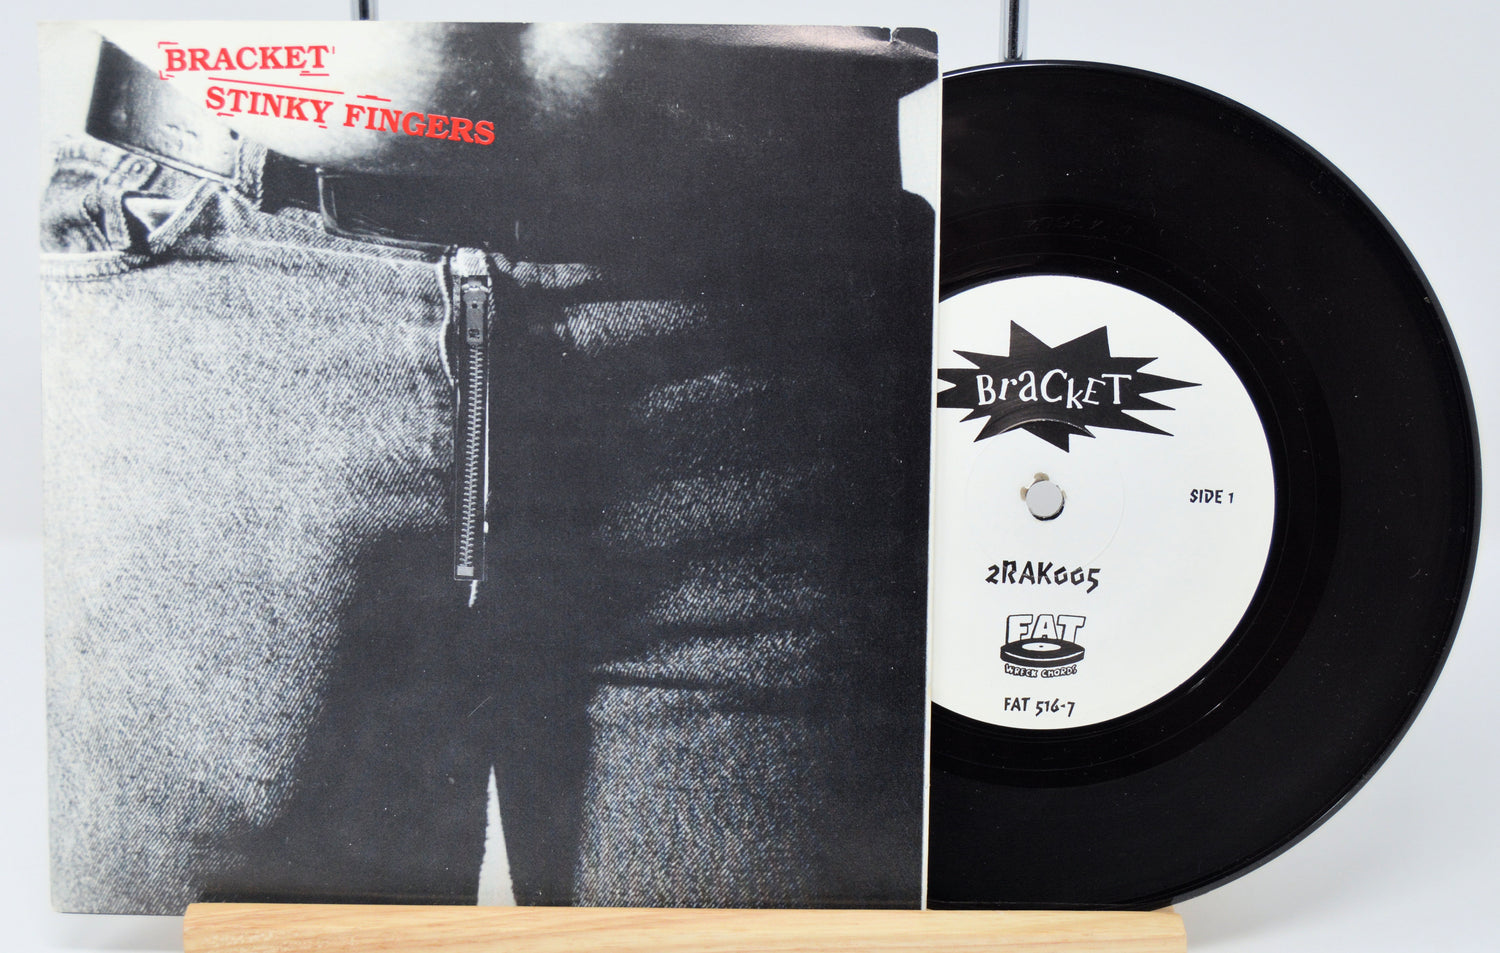 BRACKET
STINKY FINGERS
BraCkET
SIDE 1
2RAK005
FAT
WRECK CHORDS
FAT 516-7